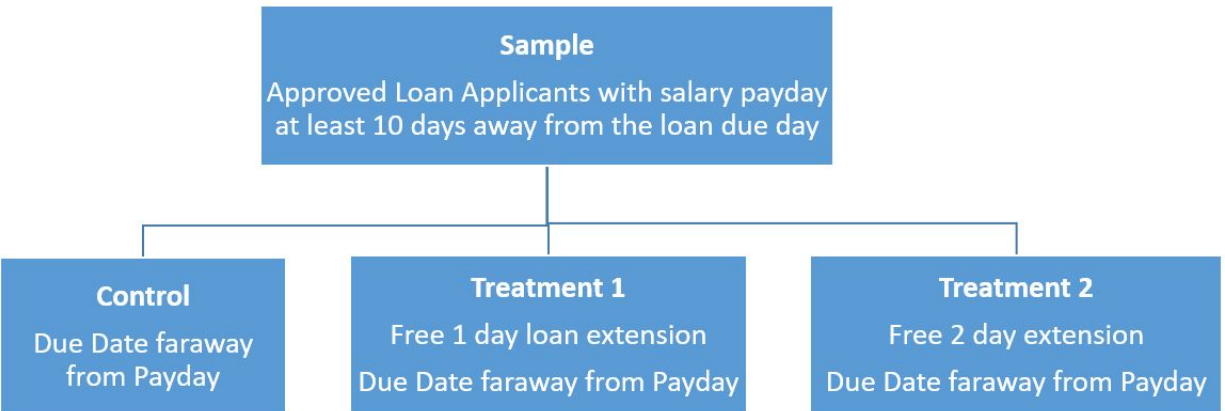 Sample
Approved Loan Applicants with salary payday
at least 10 days away from the loan due day
Control
Due Date faraway
from Payday
Treatment 1
Free 1 day loan extension
Due Date faraway from Payday
Treatment 2
Free 2 day extension
Due Date faraway from Payday